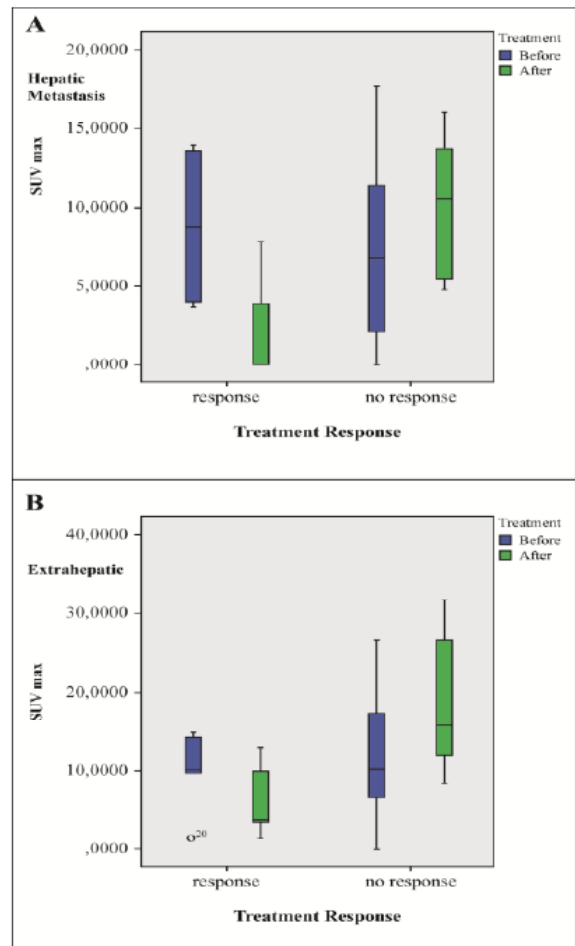 A
Treatment
Before
After
Hepatic
Metastasis
SUV max
20,0000
15,0000
10,0000
5,0000
,0000
response no response
Treatment Response
B
Treatment
Before
After
Extrahepatic
SUV max
40,0000
30,0000
20,0000
10,0000
,0000
20
response no response
Treatment Response